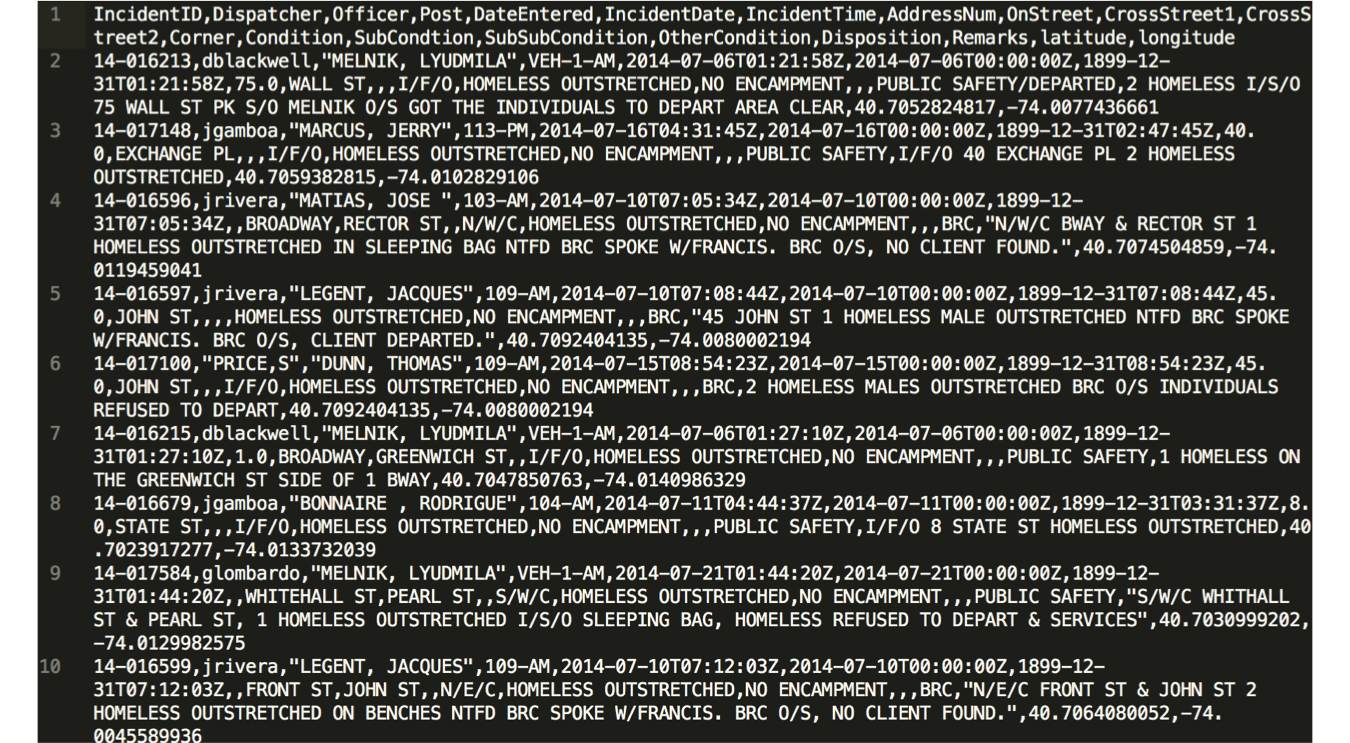 1 IncidentID,Dispatcher,Officer,Post,DateEntered,IncidentDate,IncidentTime,AddressNum,OnStreet,CrossStreet1,CrossS
treet2,Corner,Condition,SubCondtion,SubSubCondition,OtherCondition,Disposition,Remarks,latitude,longitude
2 14-016213,dblackwell,"MELNIK, LYUDMILA",VEH-1-AM,2014-07-06T01:21:58Z,2014-07-06T00:00:00Z,1899-12-
31T01:21:58Z,75.0,WALL ST,,,I/F/O,HOMELESS OUTSTRETCHED,NO ENCAMPMENT,,,PUBLIC SAFETY/DEPARTED,2 HOMELESS I/S/O
75 WALL ST PK S/O MELNIK O/S GOT THE INDIVIDUALS TO DEPART AREA CLEAR,40.7052824817,-74.0077436661
3 14-017148,jgamboa,"MARCUS, JERRY",113-PM,2014-07-16T04:31:45Z,2014-07-16T00:00:00Z,1899-12-31T02:47:45Z,40.
0,EXCHANGE PL,,,I/F/O,HOMELESS OUTSTRETCHED,NO ENCAMPMENT,,,PUBLIC SAFETY,I/F/O 40 EXCHANGE PL 2 HOMELESS
OUTSTRETCHED,40.7059382815,-74.0102829106
4 14-016596,jrivera,"MATIAS, JOSE ",103-AM,2014-07-10T07:05:34Z,2014-07-10T00:00:00Z,1899-12-
31T07:05:34Z,,BROADWAY,RECTOR ST,,N/W/C,HOMELESS OUTSTRETCHED,NO ENCAMPMENT,,,BRC,"N/W/C BWAY & RECTOR ST 1
HOMELESS OUTSTRETCHED IN SLEEPING BAG NTFD BRC SPOKE W/FRANCIS. BRC O/S, NO CLIENT FOUND.",40.7074504859,-74.
0119459041
5 14-016597,jrivera,"LEGENT, JACQUES",109-AM,2014-07-10T07:08:44Z,2014-07-10T00:00:00Z,1899-12-31T07:08:44Z,45.
0,JOHN ST,,,,HOMELESS OUTSTRETCHED,NO ENCAMPMENT,,,BRC,"45 JOHN ST 1 HOMELESS MALE OUTSTRETCHED NTFD BRC SPOKE
W/FRANCIS. BRC O/S, CLIENT DEPARTED.",40.7092404135,-74.0080002194
6 14-017100,"PRICE,S","DUNN, THOMAS",109-AM,2014-07-15T08:54:23Z,2014-07-15T00:00:00Z,1899-12-31T08:54:23Z,45.
0,JOHN ST,,,I/F/O,HOMELESS OUTSTRETCHED,NO ENCAMPMENT,,,BRC,2 HOMELESS MALES OUTSTRETCHED BRC O/S INDIVIDUALS
REFUSED TO DEPART,40.7092404135,-74.0080002194
7 14-016215,dblackwell,"MELNIK, LYUDMILA",VEH-1-AM,2014-07-06T01:27:10Z,2014-07-06T00:00:00Z,1899-12-
31T01:27:10Z,1.0,BROADWAY,GREENWICH ST,,I/F/O,HOMELESS OUTSTRETCHED,NO ENCAMPMENT,,,PUBLIC SAFETY,1 HOMELESS ON
THE GREENWICH ST SIDE OF 1 BWAY,40.7047850763,-74.0140986329
8 14-016679,jgamboa,"BONNAIRE , RODRIGUE",104-AM,2014-07-11T04:44:37Z,2014-07-11T00:00:00Z,1899-12-31T03:31:37Z,8.
0,STATE ST,,,I/F/O,HOMELESS OUTSTRETCHED,NO ENCAMPMENT,,,PUBLIC SAFETY,I/F/O 8 STATE ST HOMELESS OUTSTRETCHED,40
.7023917277,-74.0133732039
9 14-017584,glombardo,"MELNIK, LYUDMILA",VEH-1-AM,2014-07-21T01:44:20Z,2014-07-21T00:00:00Z,1899-12-
31T01:44:20Z,,WHITEHALL ST,PEARL ST,,S/W/C,HOMELESS OUTSTRETCHED,NO ENCAMPMENT,,,PUBLIC SAFETY,"S/W/C WHITHALL
ST & PEARL ST, 1 HOMELESS OUTSTRETCHED I/S/O SLEEPING BAG, HOMELESS REFUSED TO DEPART & SERVICES",40.7030999202,
-74.0129982575
10 14-016599,jrivera,"LEGENT, JACQUES",109-AM,2014-07-10T07:12:03Z,2014-07-10T00:00:00Z,1899-12-
31T07:12:03Z,,FRONT ST,JOHN ST,,N/E/C,HOMELESS OUTSTRETCHED,NO ENCAMPMENT,,,BRC,"N/E/C FRONT ST & JOHN ST 2
HOMELESS OUTSTRETCHED ON BENCHES NTFD BRC SPOKE W/FRANCIS. BRC O/S, NO CLIENT FOUND.",40.7064080052,-74.
0045589936